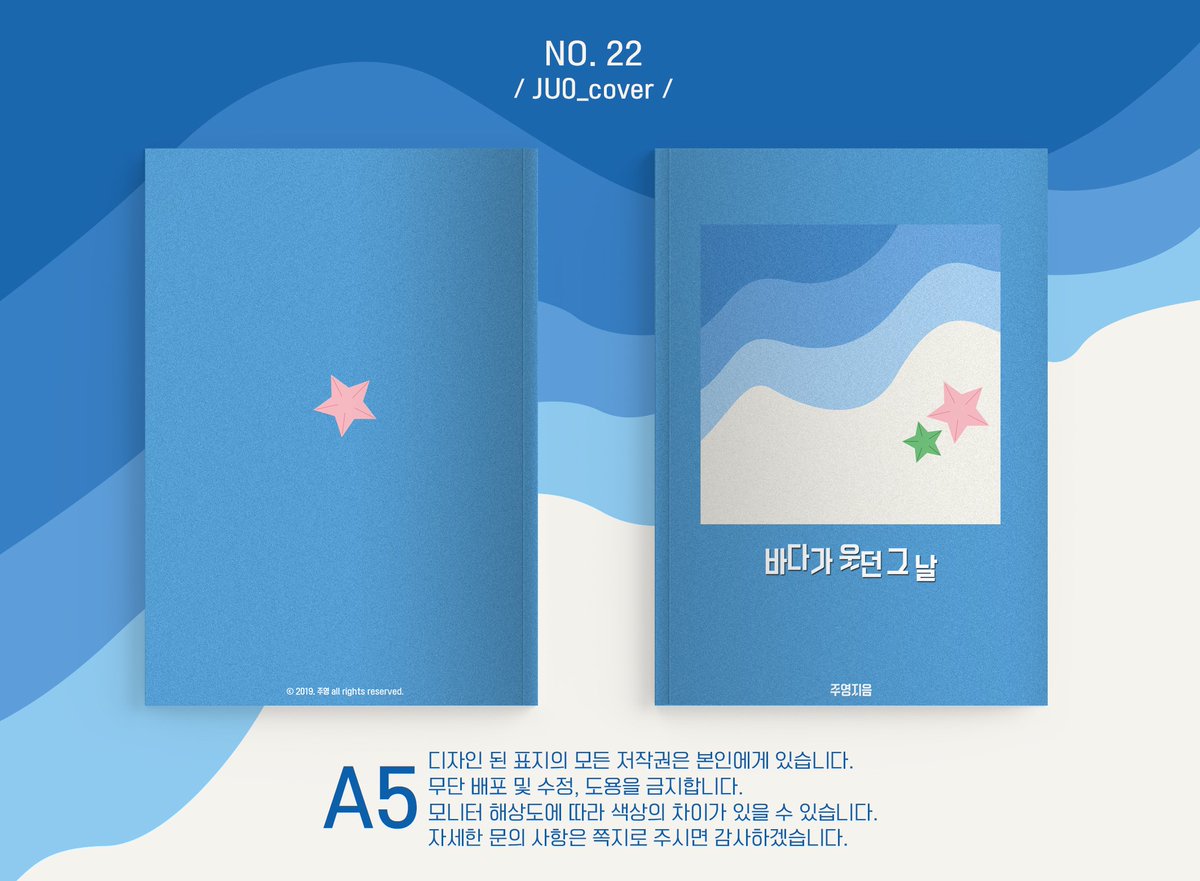 NO. 22
/ JUO_cover /
바다가 웃던 그 날
주영지음
© 2019. 주영 all rights reserved.
A5
디자인 된 표지의 모든 저작권은 본인에게 있습니다.
무단 배포 및 수정, 도용을 금지합니다.
모니터 해상도에 따라 색상의 차이가 있을 수 있습니다.
자세한 문의 사항은 쪽지로 주시면 감사하겠습니다.